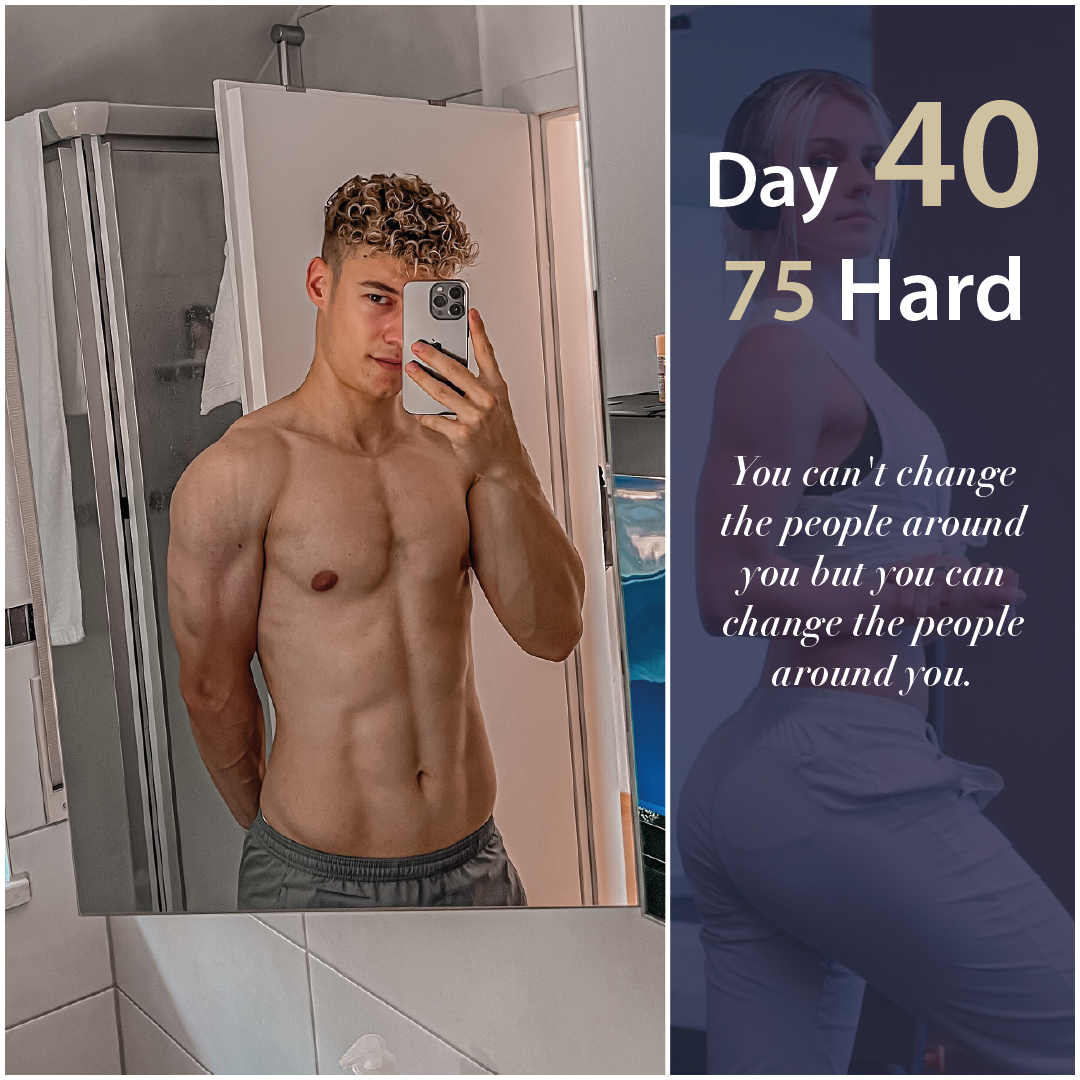 Day 40
75 Hard
You can't change
the people around
you but you can
change the people
around you.